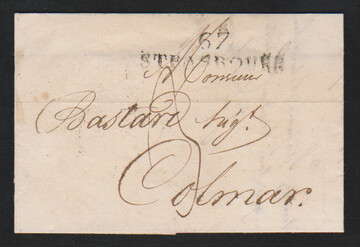 67
STRASBOURG
A Monsieur
Bastard
Colmar.